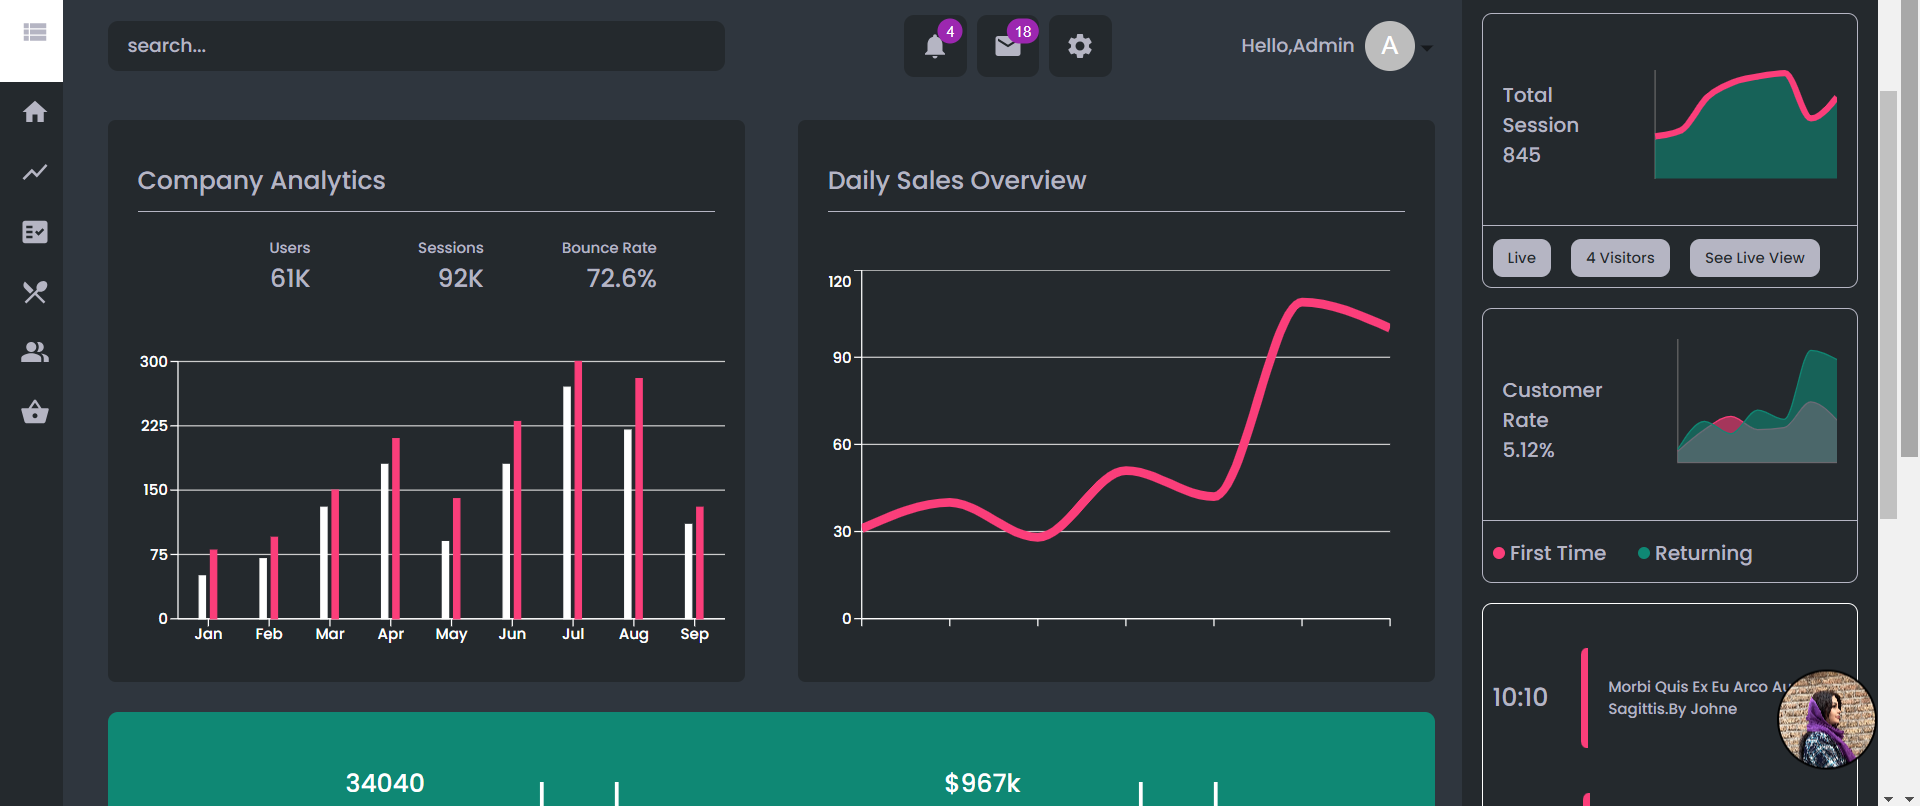 search...
4
18
Hello,Admin
A
Company Analytics
Users
Sessions
Bounce Rate
61K
92K
72.6%
300
225
150
75
0
Jan
Feb
Mar
Apr
May
Jun
Jul
Aug
Sep
Daily Sales Overview
120
90
60
30
0
34040
$967k
Total
Session
845
Live
4 Visitors
See Live View
Customer
Rate
5.12%
First Time
Returning
10:10
Morbi Quis Ex Eu Arco
Sagittis.By Johne